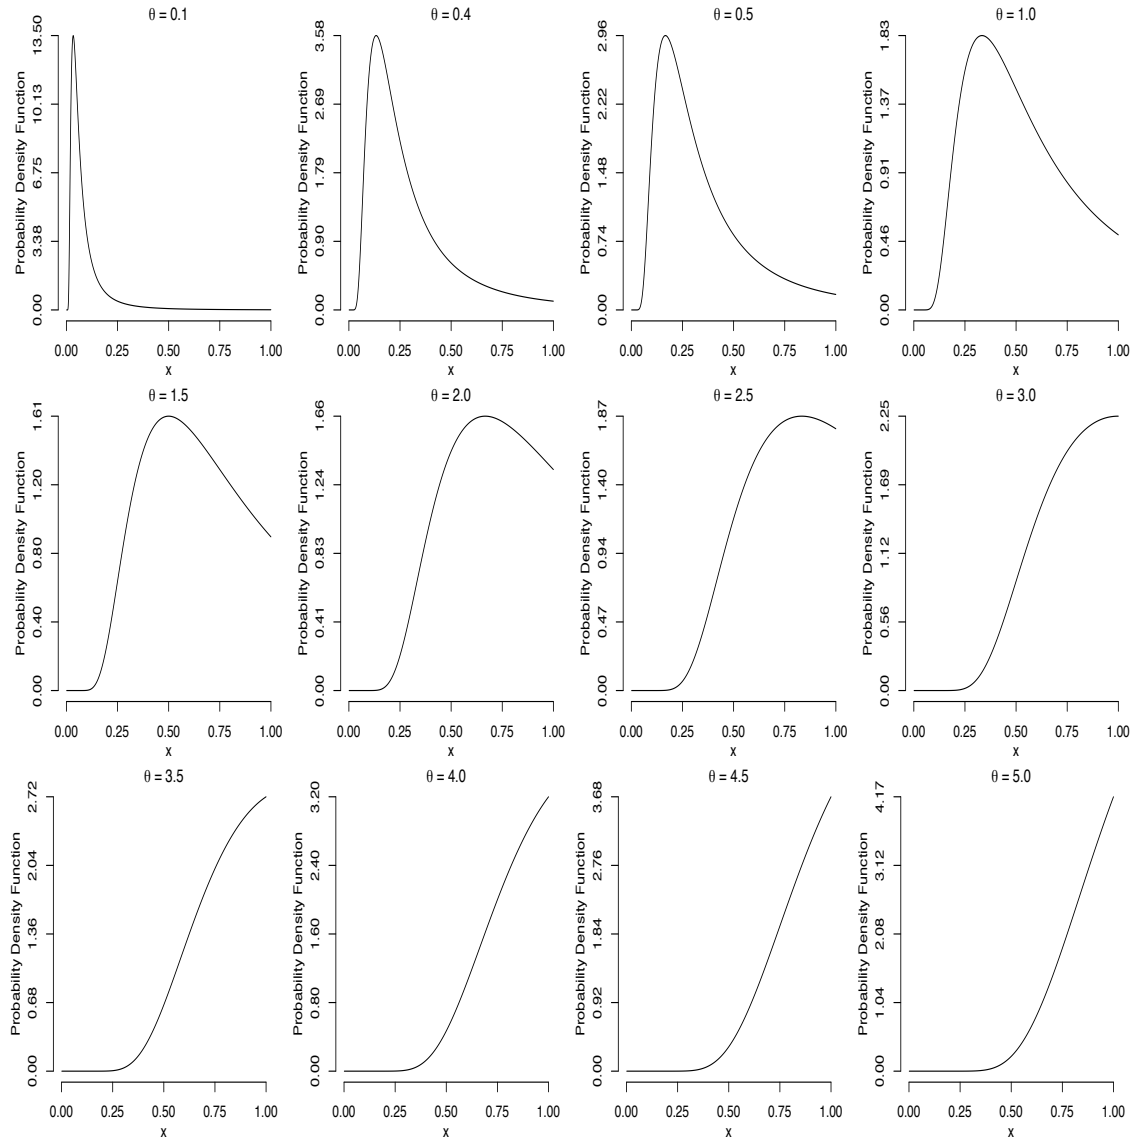 θ = 0.1
Probability Density Function
13.50
10.13
6.75
3.38
0.00
0.00 0.25 0.50 0.75 1.00
x
θ = 0.4
Probability Density Function
3.58
2.69
1.79
0.90
0.00
0.00 0.25 0.50 0.75 1.00
x
θ = 0.5
Probability Density Function
2.96
2.22
1.48
0.74
0.00
0.00 0.25 0.50 0.75 1.00
x
θ = 1.0
Probability Density Function
1.83
1.37
0.91
0.46
0.00
0.00 0.25 0.50 0.75 1.00
x
θ = 1.5
Probability Density Function
1.61
1.20
0.80
0.40
0.00
0.00 0.25 0.50 0.75 1.00
x
θ = 2.0
Probability Density Function
1.66
1.24
0.83
0.41
0.00
0.00 0.25 0.50 0.75 1.00
x
θ = 2.5
Probability Density Function
1.87
1.40
0.94
0.47
0.00
0.00 0.25 0.50 0.75 1.00
x
θ = 3.0
Probability Density Function
2.25
1.69
1.12
0.56
0.00
0.00 0.25 0.50 0.75 1.00
x
θ = 3.5
Probability Density Function
2.72
2.04
1.36
0.68
0.00
0.00 0.25 0.50 0.75 1.00
x
θ = 4.0
Probability Density Function
3.20
2.40
1.60
0.80
0.00
0.00 0.25 0.50 0.75 1.00
x
θ = 4.5
Probability Density Function
3.68
2.76
1.84
0.92
0.00
0.00 0.25 0.50 0.75 1.00
x
θ = 5.0
Probability Density Function
4.17
3.12
2.08
1.04
0.00
0.00 0.25 0.50 0.75 1.00
x